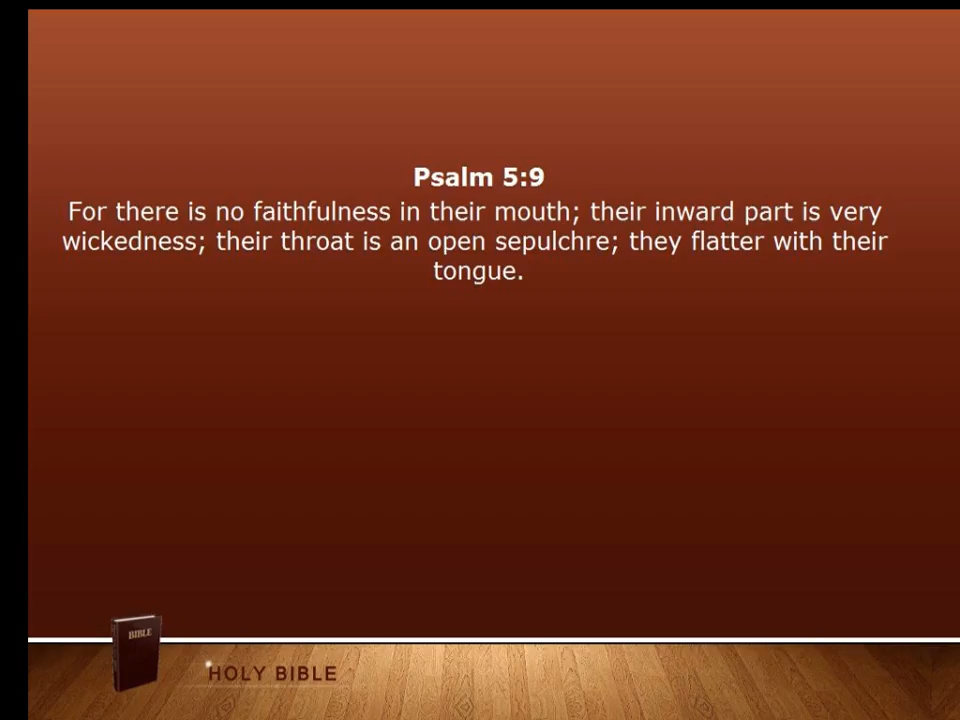 Psalm 5:9
For there is no faithfulness in their mouth; their inward part is very
wickedness; their throat is an open sepulchre; they flatter with their
tongue.
BIBLE
HOLY BIBLE